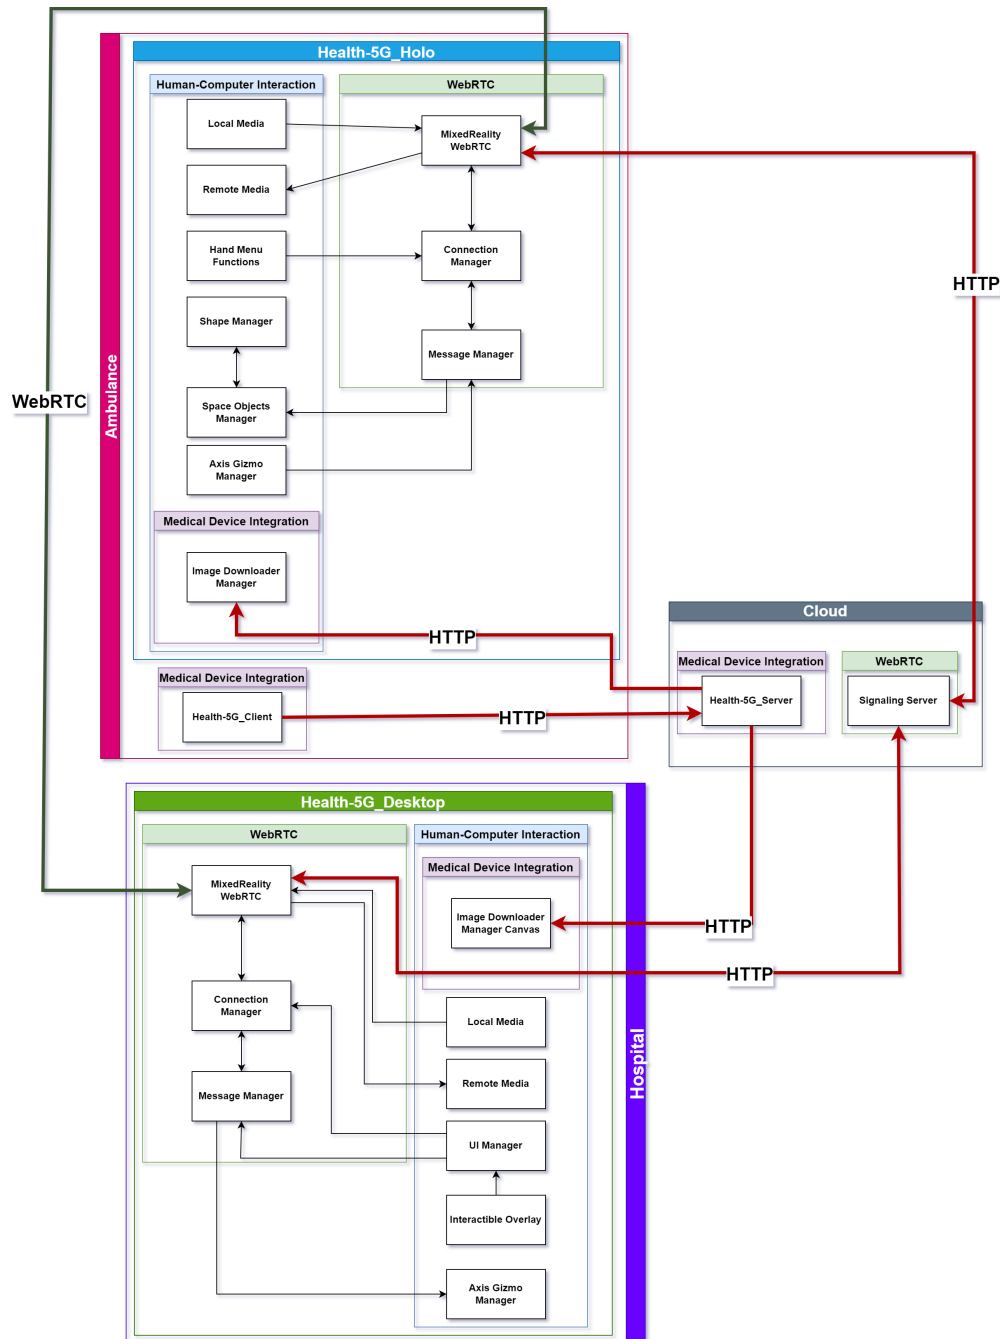 Health-5G_Holo
Human-Computer Interaction
WebRTC
Local Media
MixedReality
WebRTC
Remote Media
Hand Menu
Functions
Connection
Manager
HTTP
Shape Manager
Message Manager
Ambulance
WebRTC
Space Objects
Manager
Axis Gizmo
Manager
Medical Device Integration
Image Downloader
Manager
HTTP
Cloud
Medical Device Integration
WebRTC
Health-5G_Server
Signaling Server
Medical Device Integration
Health-5G_Client
HTTP
Health-5G_Desktop
WebRTC
Human-Computer Interaction
Medical Device Integration
MixedReality
WebRTC
Image Downloader
Manager Canvas
HTTP
HTTP
Connection
Manager
Local Media
Hospital
Remote Media
Message Manager
UI Manager
Interactible Overlay
Axis Gizmo
Manager